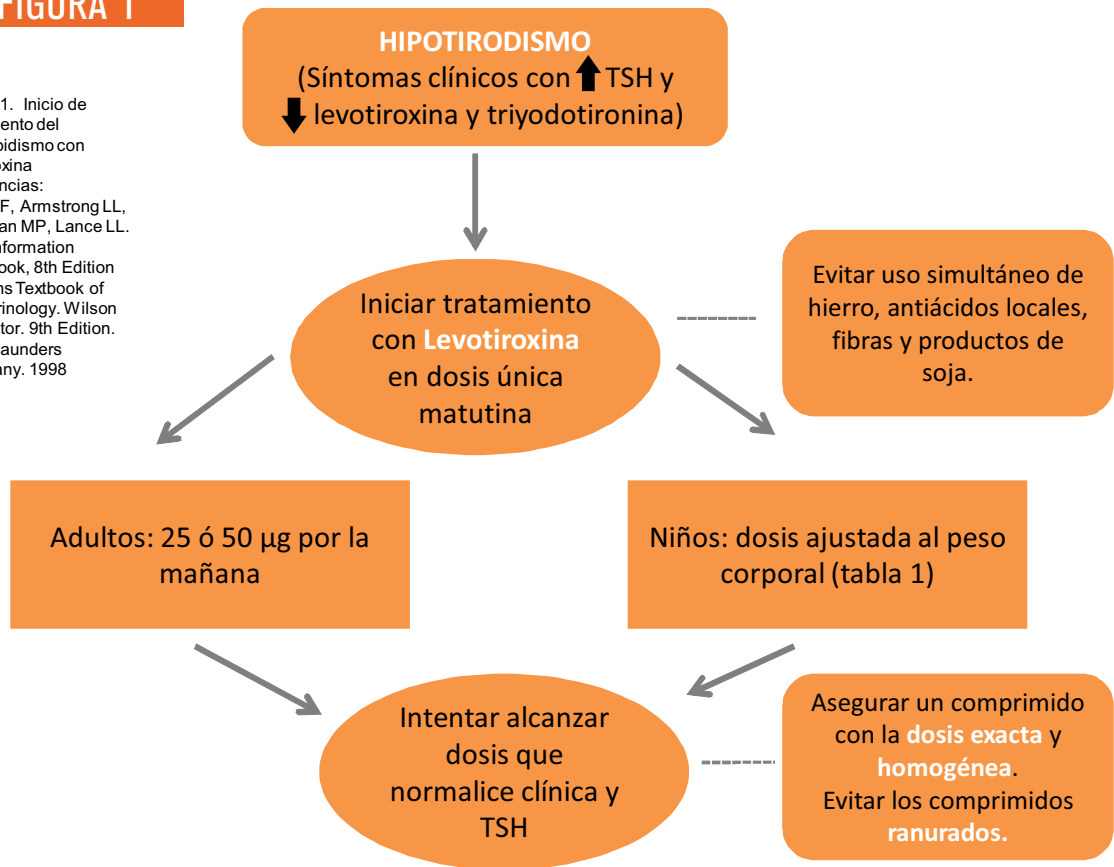 FIGURA 1
1. Inicio de
ento del
oidismo con
oxina
ncias:
F, Armstrong LL,
an MP, Lance LL.
nformation
ook, 8th Edition
ns Textbook of
rinology. Wilson
tor. 9th Edition.
aunders
any. 1998
HIPOTIRODISMO
(Síntomas clínicos con TSH y
levotiroxina y triyodotironina)
Iniciar tratamiento
con Levotiroxina
en dosis única
matutina
Evitar uso simultáneo de
hierro, antiácidos locales,
fibras y productos de
soja.
Adultos: 25 ó 50 µg por la
mañana
Niños: dosis ajustada al peso
corporal (tabla 1)
Intentar alcanzar
dosis que
normalice clínica y
TSH
Asegurar un comprimido
con la dosis exacta y
homogénea.
Evitar los comprimidos
ranurados.